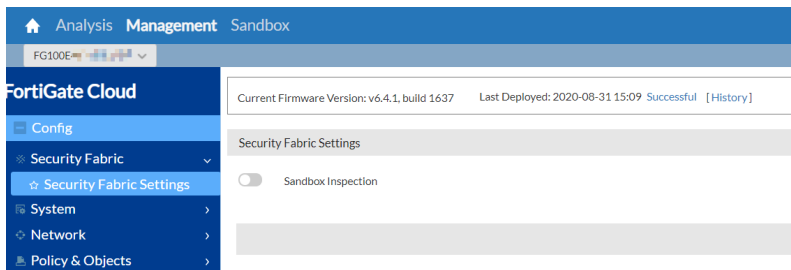 Analysis Management Sandbox
FG100E
FortiGate Cloud
Current Firmware Version: v6.4.1, build 1637 Last Deployed: 2020-08-31 15:09 Successful [History]
Config
Security Fabric Settings
Security Fabric
Sandbox Inspection
Security Fabric Settings
System
Network
Policy & Objects